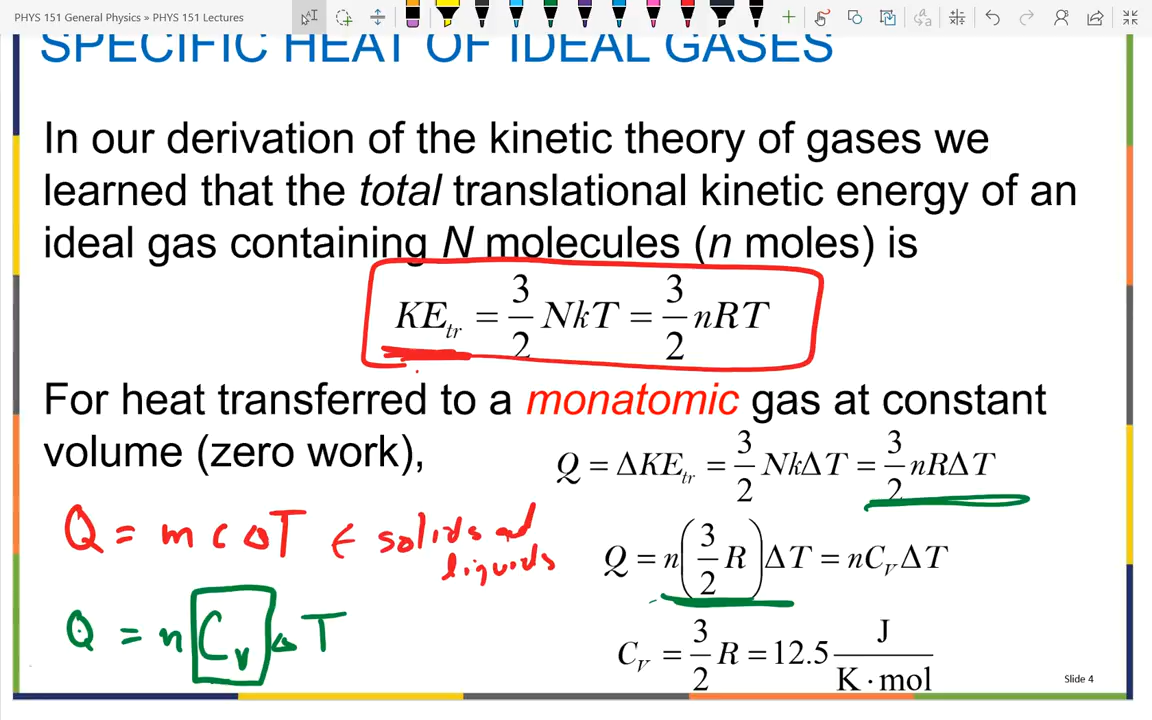 PHYS 151 General Physics » PHYS 151 Lectures
SPECIFIC HEAT OF IDEAL GASES
In our derivation of the kinetic theory of gases we
learned that the total translational kinetic energy of an
ideal gas containing N molecules (n moles) is
KE_tr = 3/2 NkT = 3/2 nRT
For heat transferred to a monatomic gas at constant
volume (zero work),
Q = ΔKE_tr = 3/2 NkΔT = 3/2 nRΔT
Q = m c ΔT ← solids ad
liquids
Q = n(3/2 R)ΔT = nC_V ΔT
Q = n C_v ΔT
C_V = 3/2 R = 12.5 J/K·mol
Slide 4